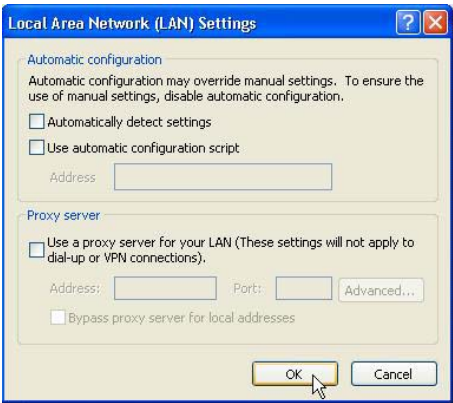 Local Area Network (LAN) Settings
Automatic configuration
Automatic configuration may override manual settings. To ensure the
use of manual settings, disable automatic configuration.
Automatically detect settings
Use automatic configuration script
Address
Proxy server
Use a proxy server for your LAN (These settings will not apply to
dial-up or VPN connections).
Address: Port: Advanced...
Bypass proxy server for local addresses
OK Cancel